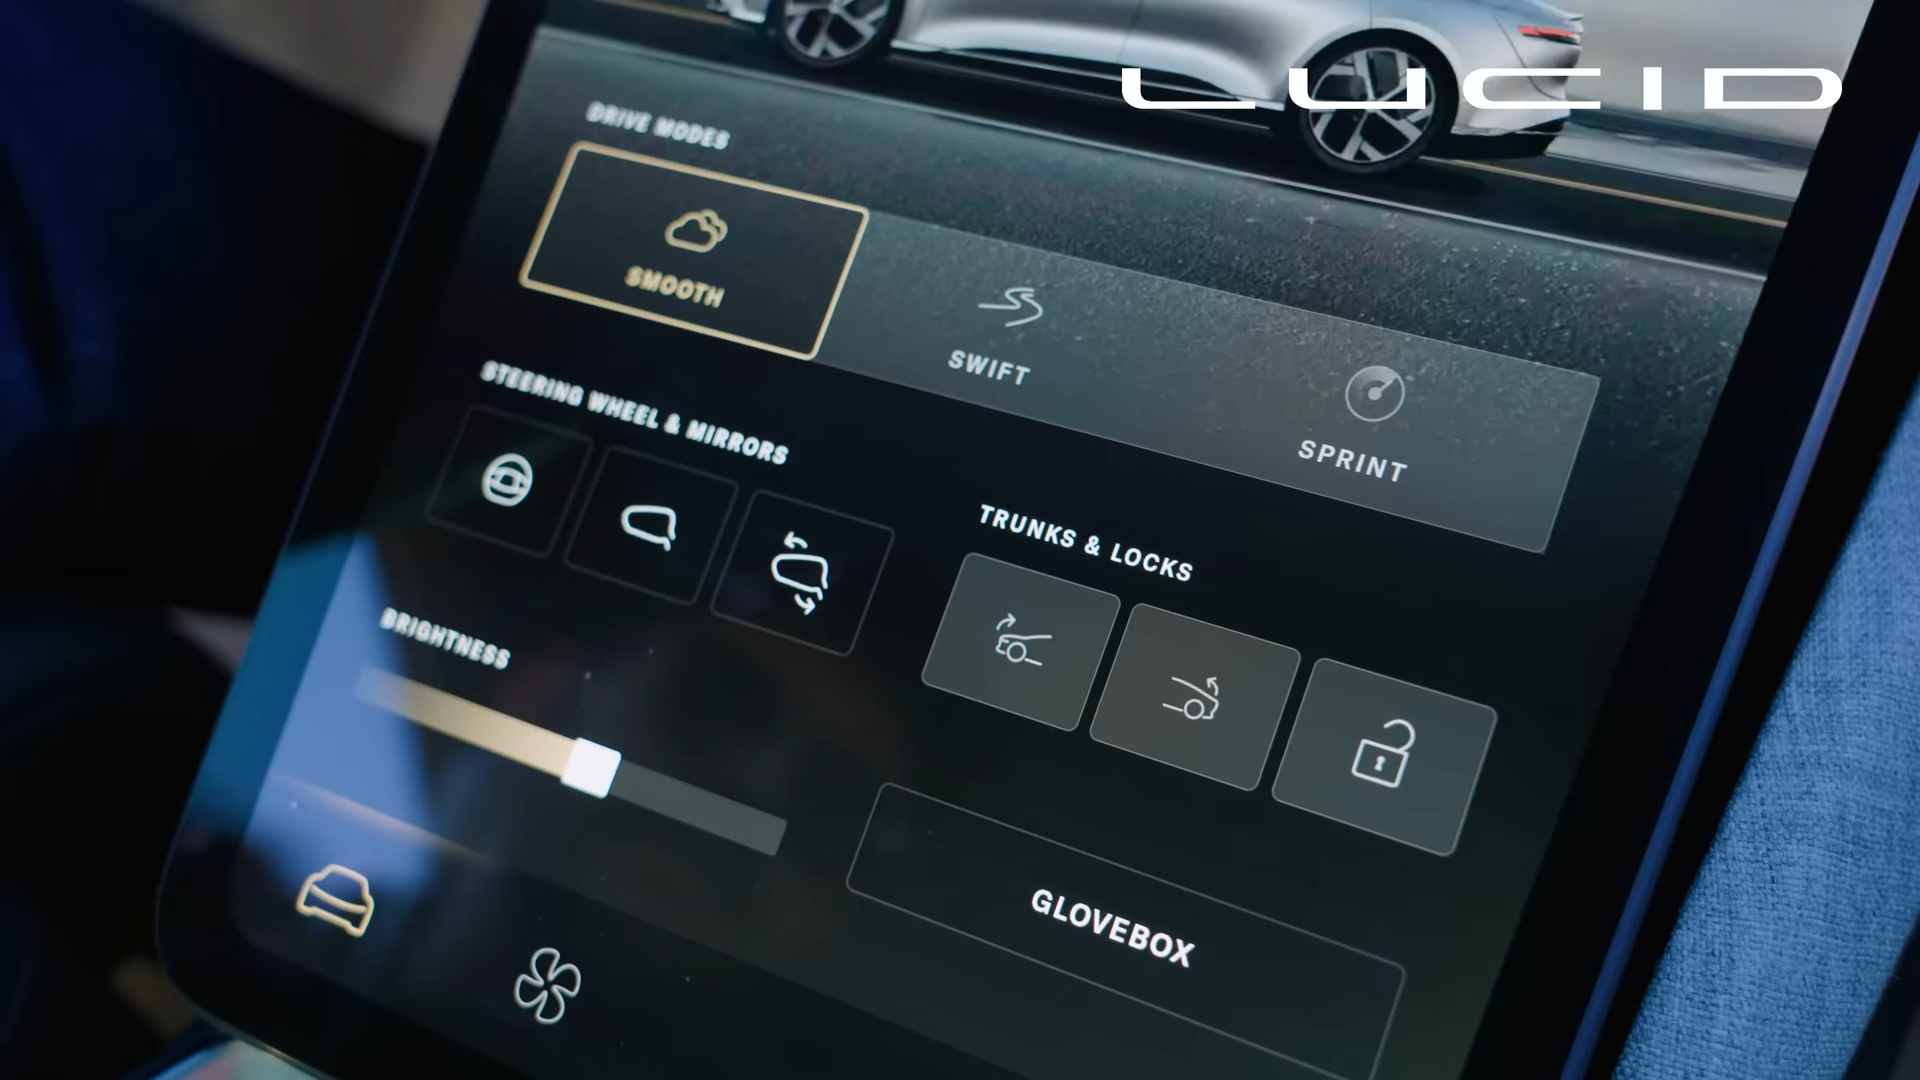 LUCID
DRIVE MODES
SMOOTH
SWIFT
SPRINT
STEERING WHEEL & MIRRORS
TRUNKS & LOCKS
BRIGHTNESS
GLOVEBOX